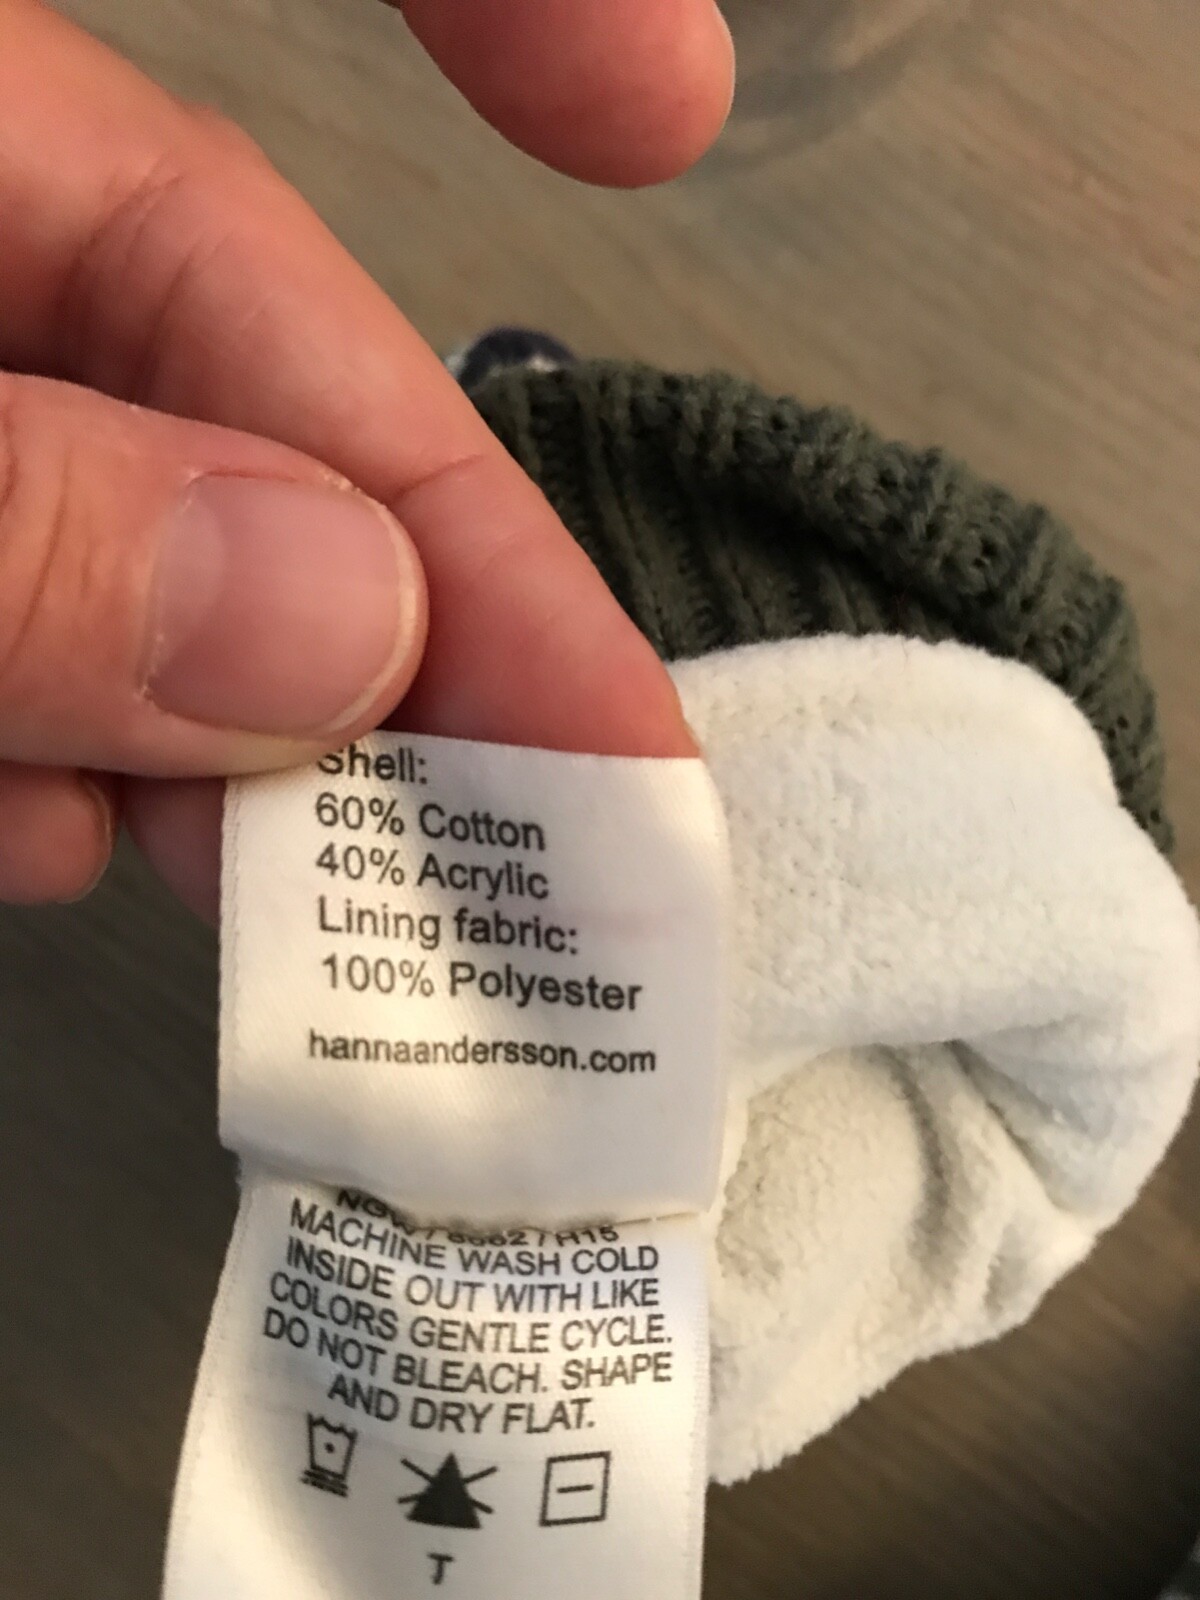 Shell:
60% Cotton
40% Acrylic
Lining fabric:
100% Polyester
hannaandersson.com
MACHINE WASH COLD
INSIDE OUT WITH LIKE
COLORS GENTLE CYCLE.
DO NOT BLEACH. SHAPE
AND DRY FLAT.
T